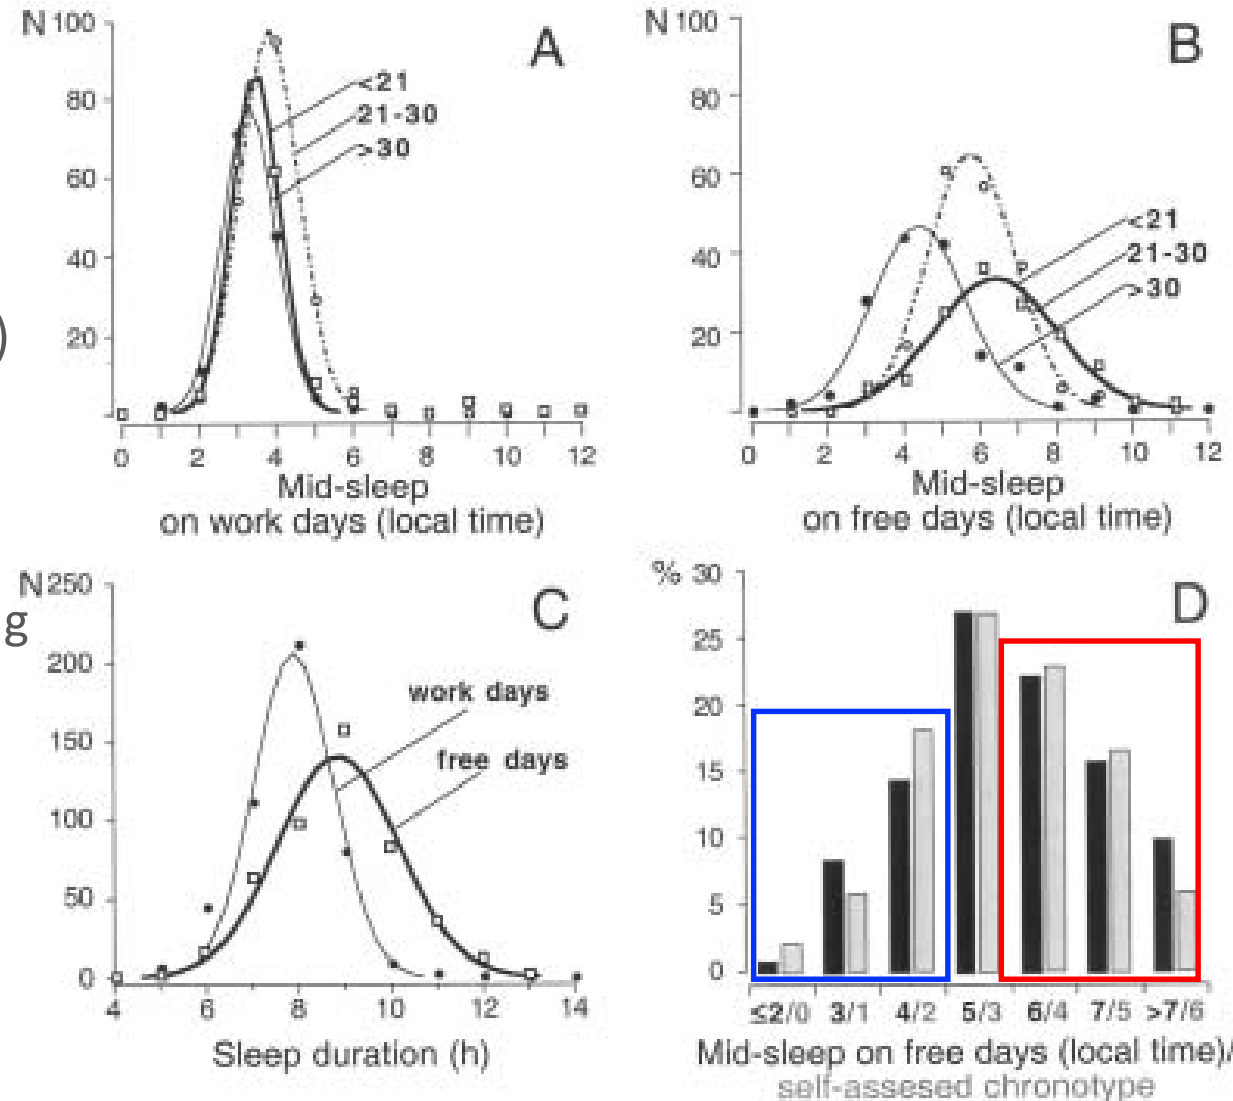 N 100
80
60
40
20
A
<21
21-30
>30
0 2 4 6 8 10 12
Mid-sleep
on work days (local time)
N 100
80
60
40
20
B
<21
21-30
>30
0 2 4 6 8 10 12
Mid-sleep
on free days (local time)
)
g
N 250
200
150
100
50
0
C
work days
free days
4 6 8 10 12 14
Sleep duration (h)
% 30
25
20
15
10
5
0
D
≤2/0 3/1 4/2 5/3 6/4 7/5 >7/6
Mid-sleep on free days (local time)/
self-assesed chronotype